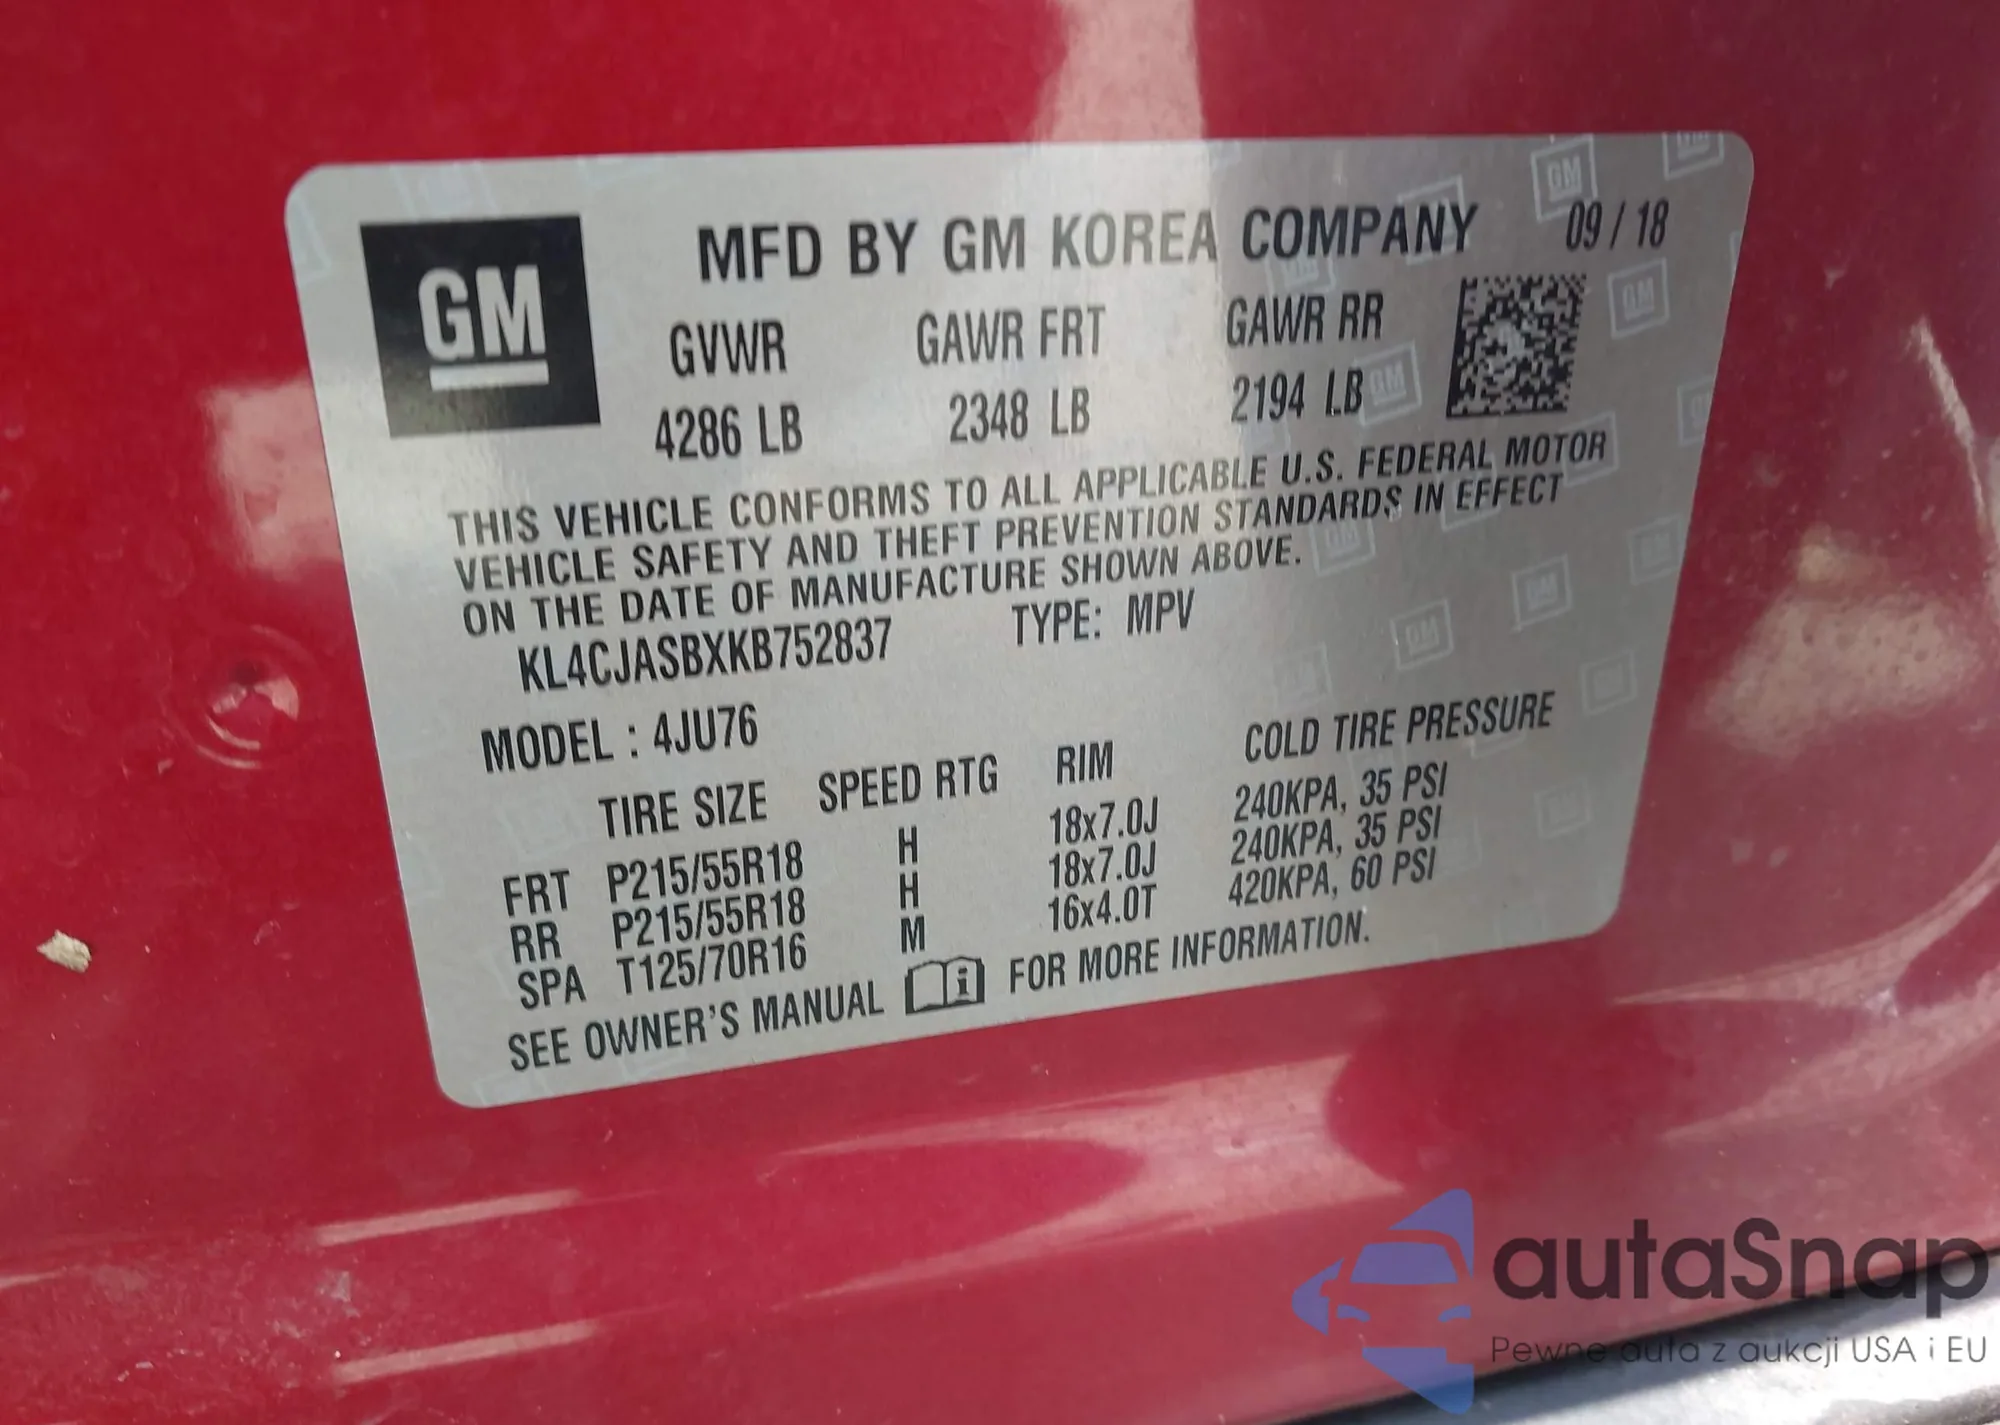 GM
MFD BY GM KOREA COMPANY 09 / 18
GVWR GAWR FRT GAWR RR
4286 LB 2348 LB 2194 LB
THIS VEHICLE CONFORMS TO ALL APPLICABLE U.S. FEDERAL MOTOR
VEHICLE SAFETY AND THEFT PREVENTION STANDARDS IN EFFECT
ON THE DATE OF MANUFACTURE SHOWN ABOVE.
KL4CJASBXKB752837 TYPE: MPV
MODEL : 4JU76
TIRE SIZE SPEED RTG RIM COLD TIRE PRESSURE
FRT P215/55R18 H 18x7.0J 240KPA, 35 PSI
RR P215/55R18 H 18x7.0J 240KPA, 35 PSI
SPA T125/70R16 M 16x4.0T 420KPA, 60 PSI
SEE OWNER'S MANUAL FOR MORE INFORMATION.
autaSnap
Pewne auta z aukcji USA i EU